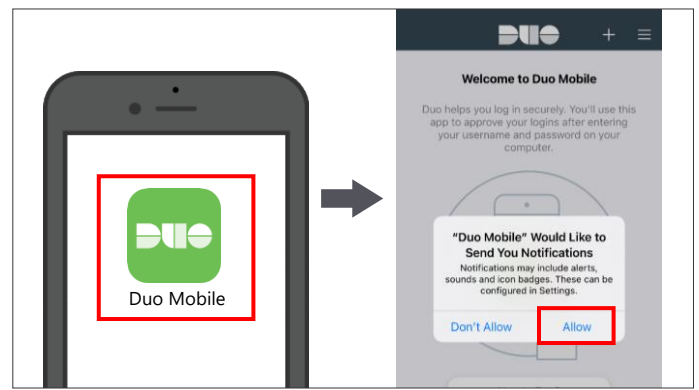 DUO
Duo Mobile
DUO
Welcome to Duo Mobile
Duo helps you log in securely. You'll use this
app to approve your logins after entering
your username and password on your
computer.
"Duo Mobile" Would Like to
Send You Notifications
Notifications may include alerts,
sounds and icon badges. These can be
configured in Settings.
Don't Allow
Allow